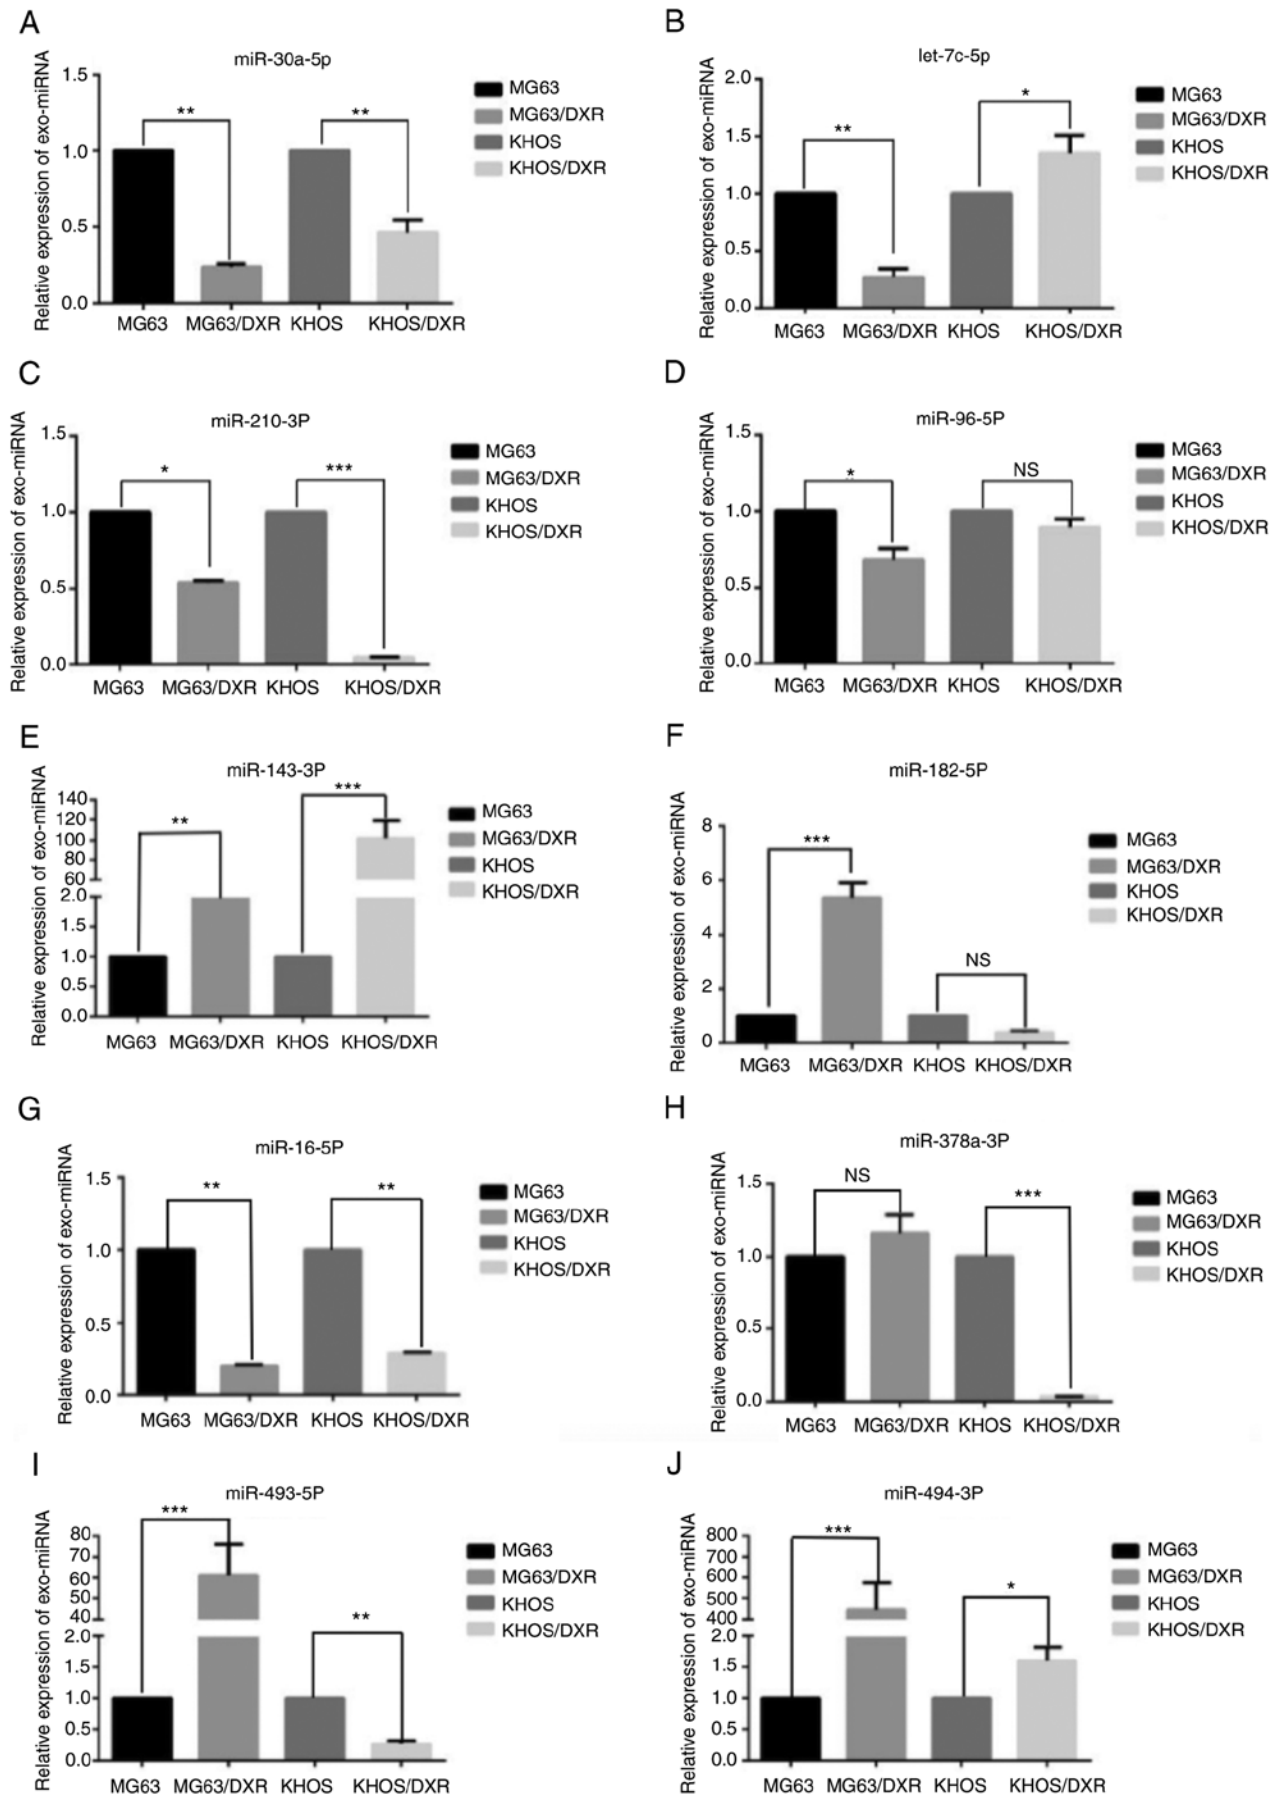 A
miR-30a-5p
Relative expression of exo-miRNA
1.5
1.0
0.5
0.0
**
**
MG63
MG63/DXR
KHOS
KHOS/DXR
MG63 MG63/DXR KHOS KHOS/DXR
B
let-7c-5p
Relative expression of exo-miRNA
2.0
1.5
1.0
0.5
0.0
**
*
MG63
MG63/DXR
KHOS
KHOS/DXR
MG63 MG63/DXR KHOS KHOS/DXR
C
miR-210-3P
Relative expression of exo-miRNA
1.5
1.0
0.5
0.0
*
***
MG63
MG63/DXR
KHOS
KHOS/DXR
MG63 MG63/DXR KHOS KHOS/DXR
D
miR-96-5P
Relative expression of exo-miRNA
1.5
1.0
0.5
0.0
*
NS
MG63
MG63/DXR
KHOS
KHOS/DXR
MG63 MG63/DXR KHOS KHOS/DXR
E
miR-143-3P
Relative expression of exo-miRNA
140
120
100
80
60
2.0
1.5
1.0
0.5
0.0
**
***
MG63
MG63/DXR
KHOS
KHOS/DXR
MG63 MG63/DXR KHOS KHOS/DXR
F
miR-182-5P
Relative expression of exo-miRNA
8
6
4
2
0
***
NS
MG63
MG63/DXR
KHOS
KHOS/DXR
MG63 MG63/DXR KHOS KHOS/DXR
G
miR-16-5P
Relative expression of exo-miRNA
1.5
1.0
0.5
0.0
**
**
MG63
MG63/DXR
KHOS
KHOS/DXR
MG63 MG63/DXR KHOS KHOS/DXR
H
miR-378a-3P
Relative expression of exo-miRNA
1.5
1.0
0.5
0.0
NS
***
MG63
MG63/DXR
KHOS
KHOS/DXR
MG63 MG63/DXR KHOS KHOS/DXR
I
miR-493-5P
Relative expression of exo-miRNA
80
70
60
50
40
2.0
1.5
1.0
0.5
0.0
***
**
MG63
MG63/DXR
KHOS
KHOS/DXR
MG63 MG63/DXR KHOS KHOS/DXR
J
miR-494-3P
Relative expression of exo-miRNA
800
700
600
500
400
2.0
1.5
1.0
0.5
0.0
***
*
MG63
MG63/DXR
KHOS
KHOS/DXR
MG63 MG63/DXR KHOS KHOS/DXR